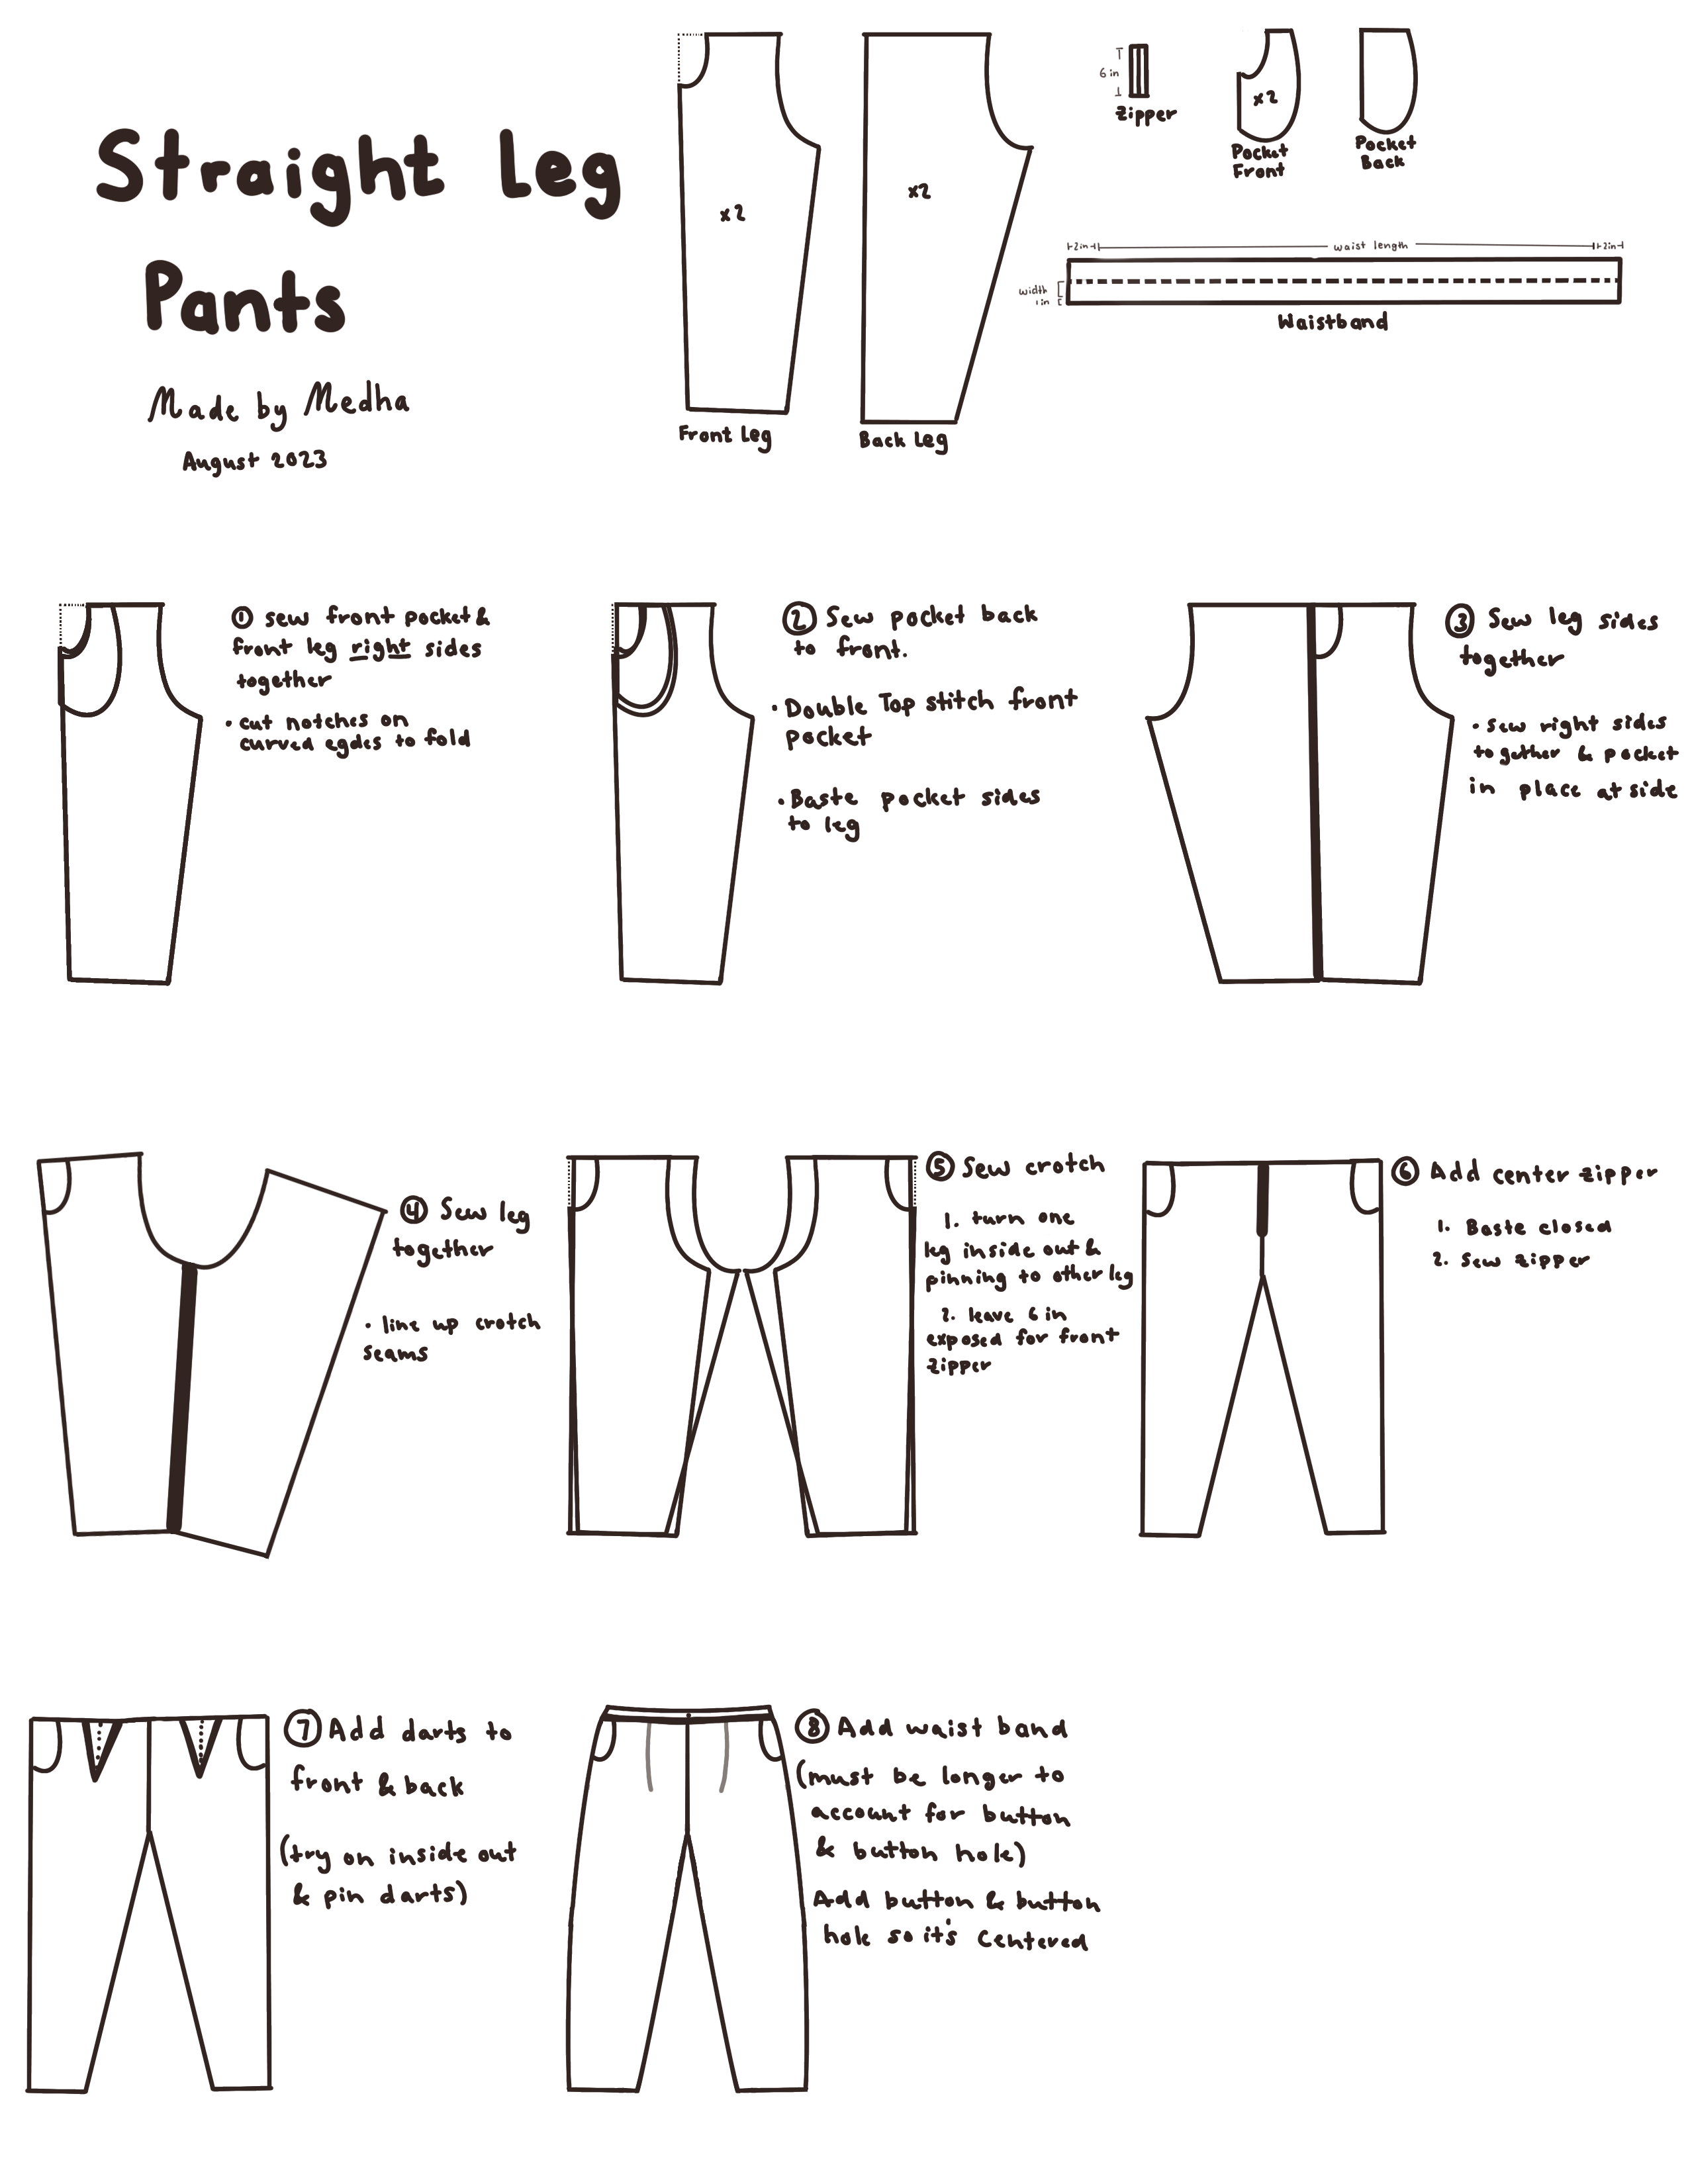 Straight Leg
Pants
Made by Medha
August 2023
x2
Front Leg
x2
Back Leg
6 in
Zipper
x2
Pocket
Front
Pocket
Back
2in
waist length
2in
width
1in
Waistband
① sew front pocket &
front leg right sides
together
• cut notches on
curved egdes to fold
② Sew pocket back
to front.
• Double Top stitch front
pocket
• Baste pocket sides
to leg
③ Sew leg sides
together
• sew right sides
together & pocket
in place at side
④ Sew leg
together
• line up crotch
seams
⑤ Sew crotch
1. turn one
leg inside out &
pinning to other leg
2. leave 6 in
exposed for front
zipper
⑥ Add center zipper
1. Baste closed
2. Sew zipper
⑦ Add darts to
front & back
(try on inside out
& pin darts)
⑧ Add waist band
(must be longer to
account for button
& button hole)
Add button & button
hole so it's centered